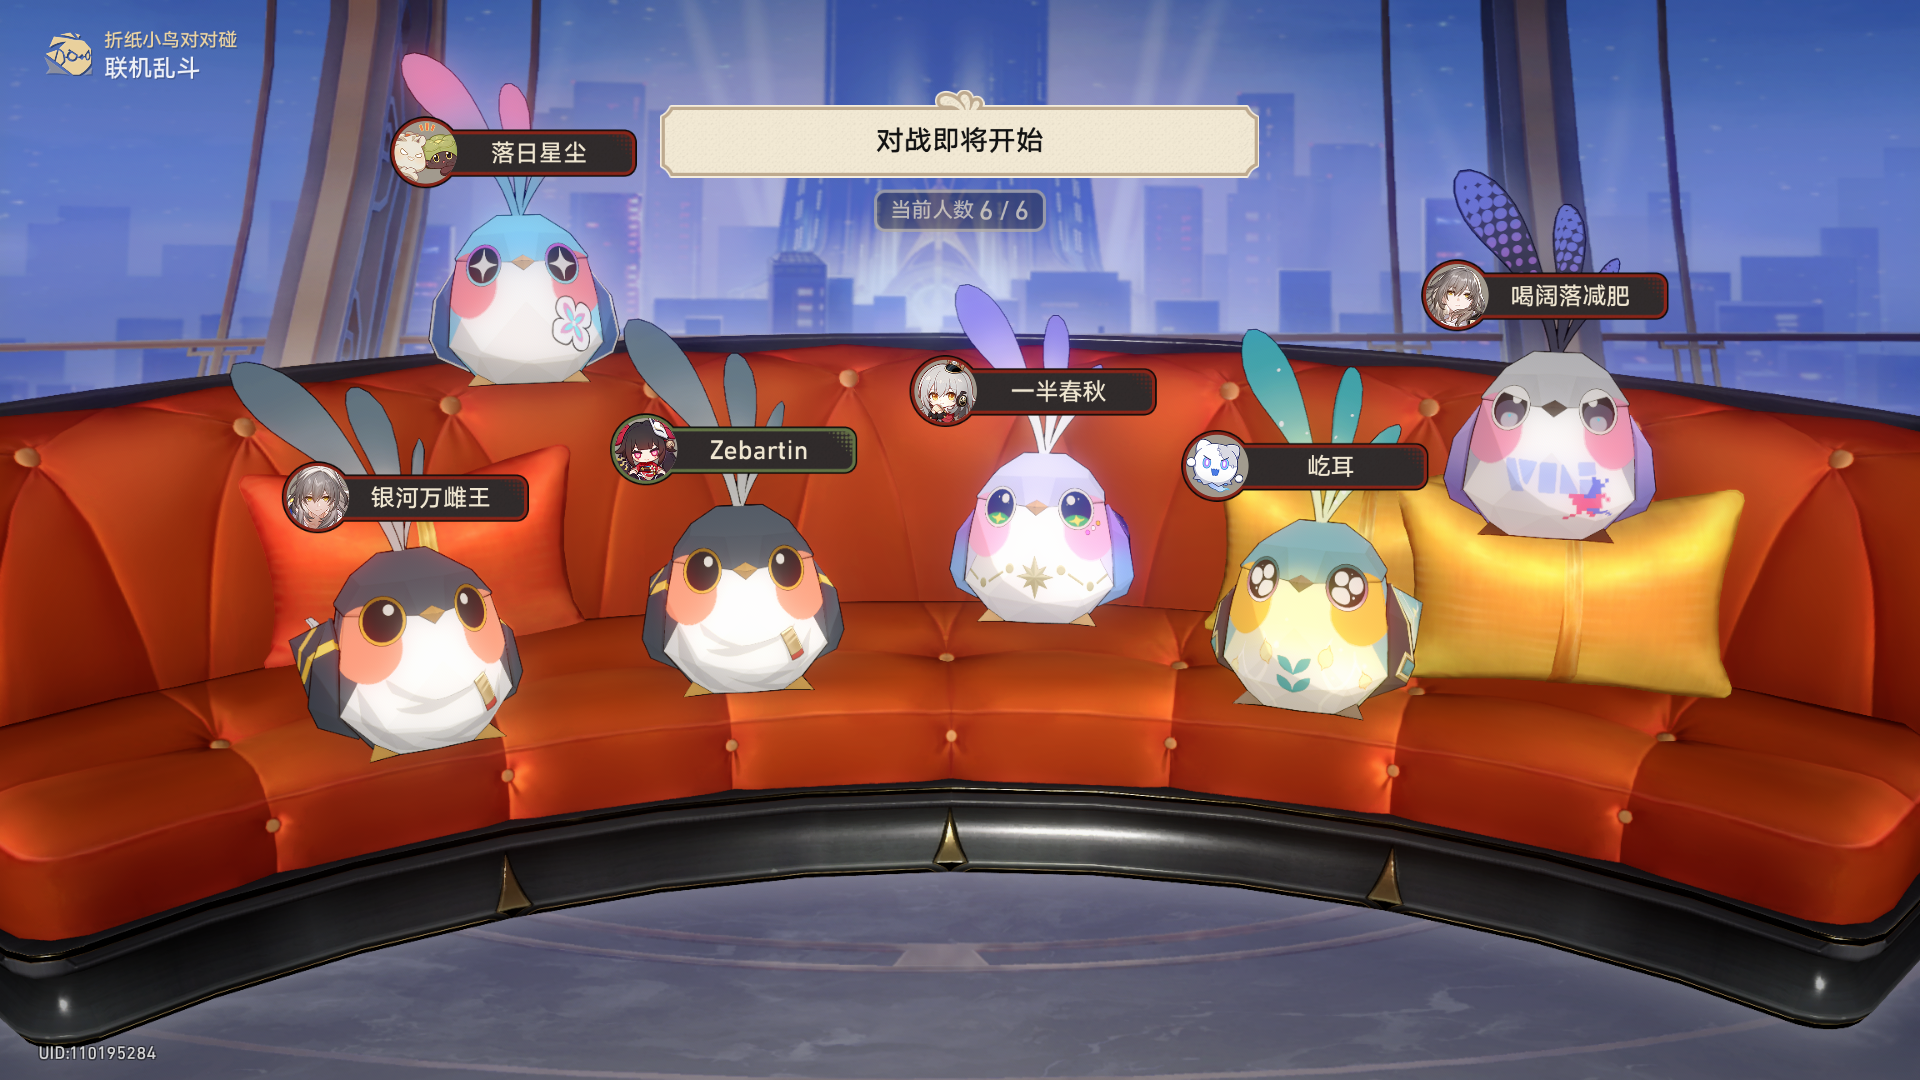 折纸小鸟对对碰
联机乱斗
对战即将开始
当前人数 6 / 6
落日星尘
喝阔落减肥
一半春秋
Zebartin
屹耳
银河万雌王
VIN
UID:110195284